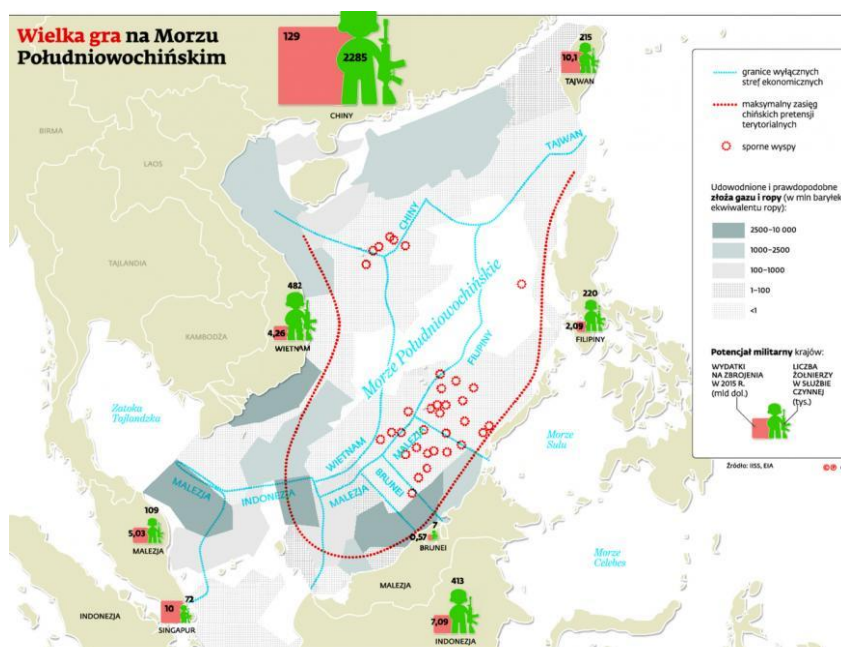 Wielka gra na Morzu
Południowochińskim
129
2285
CHINY
215
10,1
TAJWAN
granice wyłącznych
stref ekonomicznych
maksymalny zasięg
chińskich pretensji
terytorialnych
sporne wyspy
Udowodnione i prawdopodobne
złoża gazu i ropy (w mln baryłek
ekwiwalentu ropy):
2500–10 000
1000–2500
100–1000
1–100
<1
Potencjał militarny krajów:
WYDATKI
NA ZBROJENIA
W 2015 R.
(mld dol.)
LICZBA
ŻOŁNIERZY
W SŁUŻBIE
CZYNNEJ
(tys.)
Źródło: IISS, EIA
BIRMA
LAOS
TAJLANDIA
KAMBODŻA
TAJWAN
CHINY
Morze Południowochińskie
FILIPINY
482
4,26
WIETNAM
220
2,09
FILIPINY
Zatoka
Tajlandzka
Morze
Sulu
WIETNAM
MALEZJA
MALEZJA
INDONEZJA
MALEZJA
BRUNEI
109
5,03
MALEZJA
7
0,57
BRUNEI
Morze
Celebes
MALEZJA
72
10
SINGAPUR
INDONEZJA
413
7,09
INDONEZJA